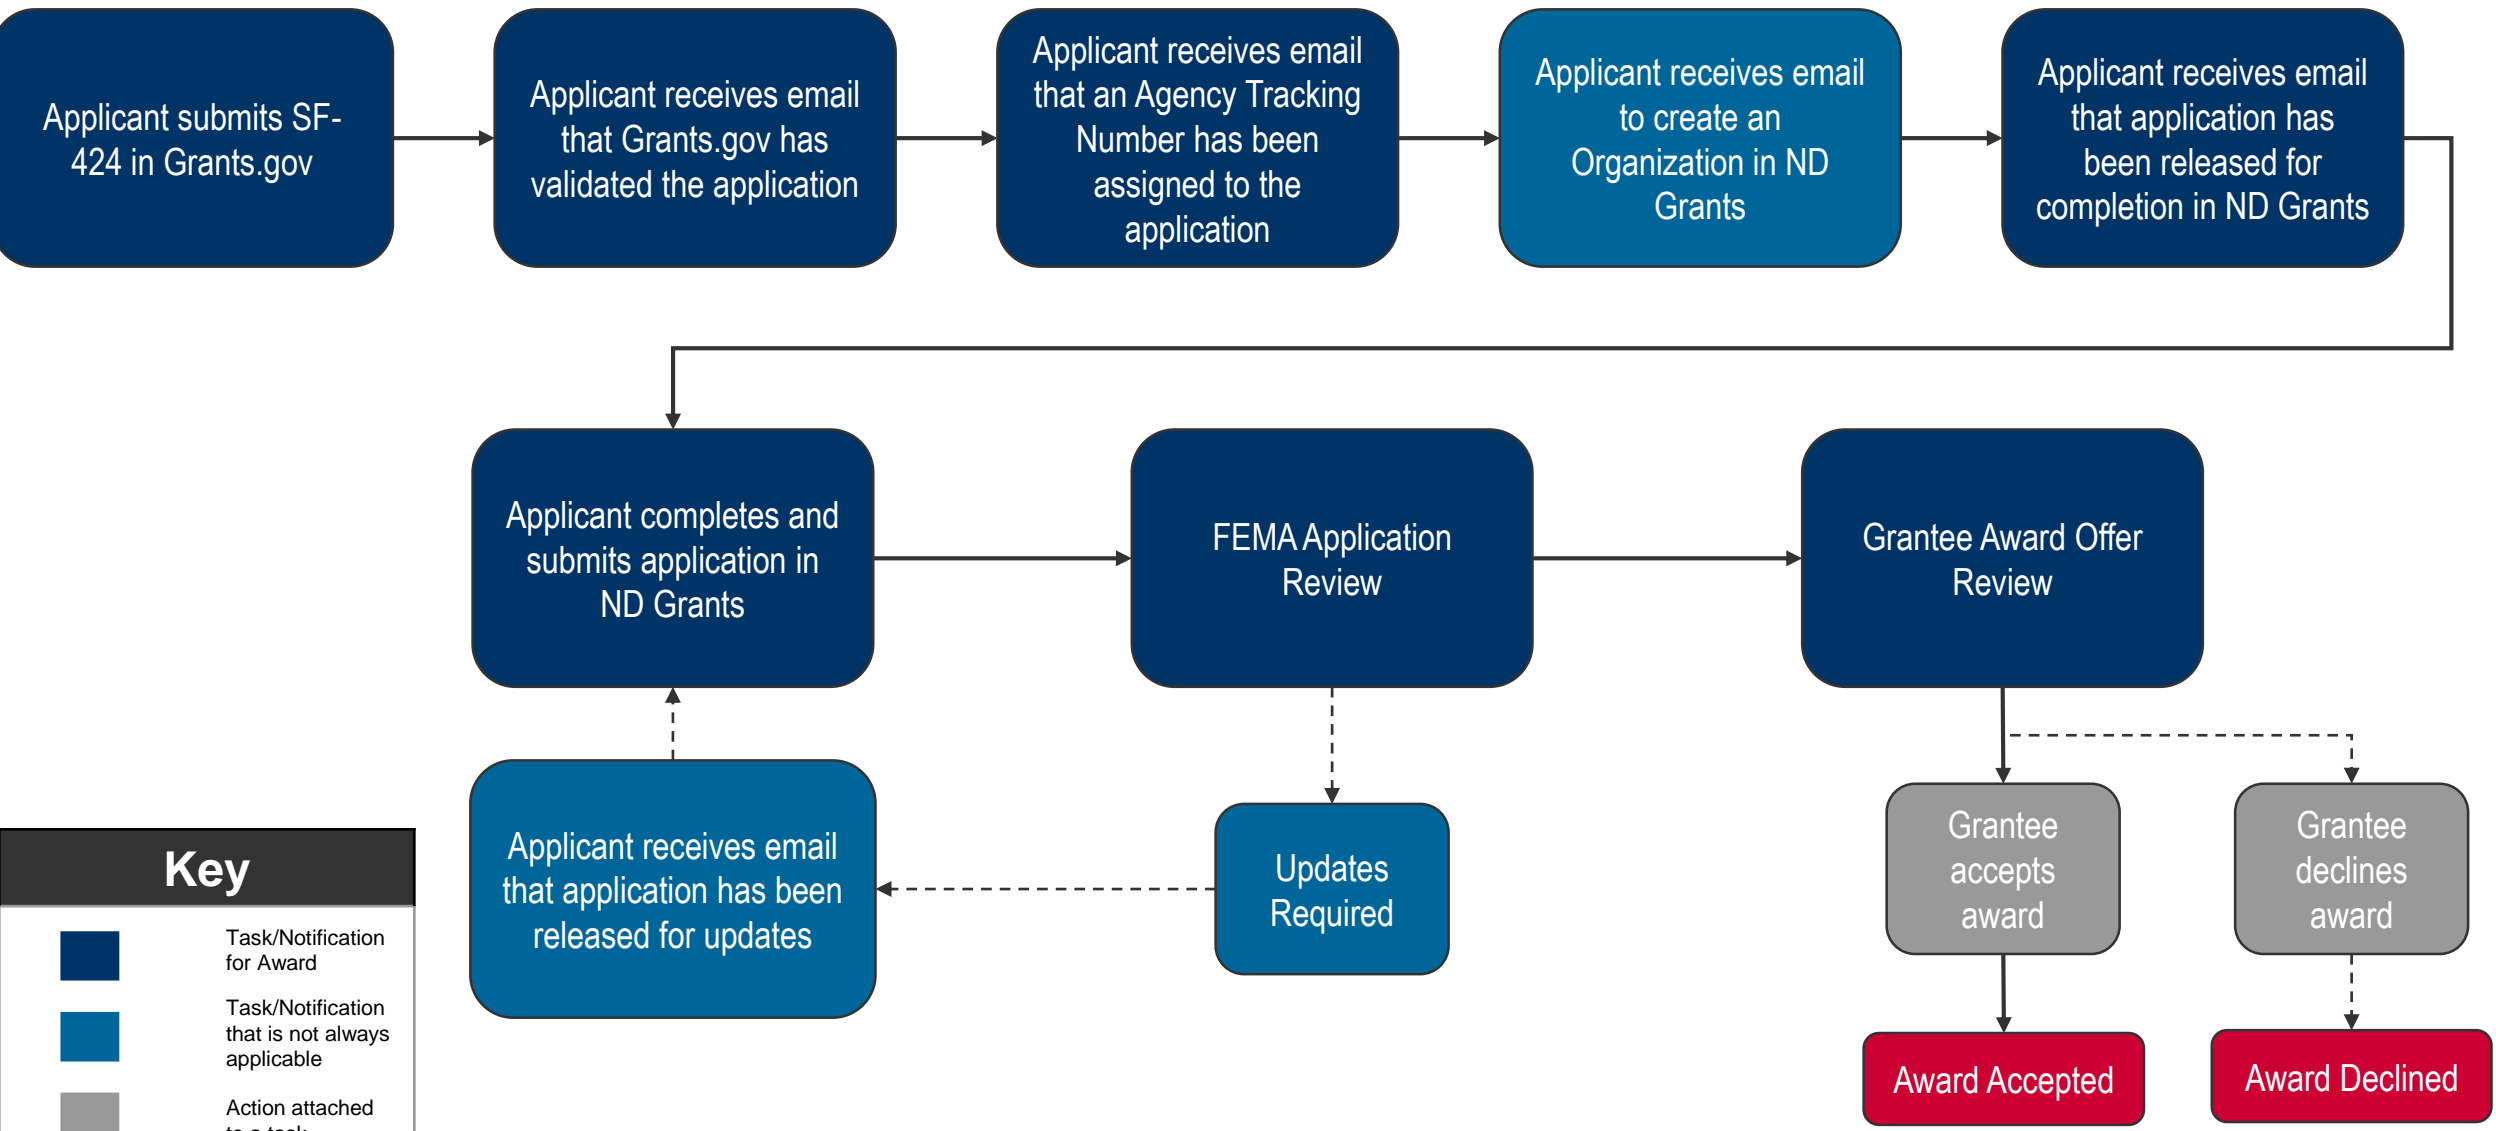 Applicant submits SF-
424 in Grants.gov
Applicant receives email
that Grants.gov has
validated the application
Applicant receives email
that an Agency Tracking
Number has been
assigned to the
application
Applicant receives email
to create an
Organization in ND
Grants
Applicant receives email
that application has
been released for
completion in ND Grants
Applicant completes and
submits application in
ND Grants
FEMA Application
Review
Grantee Award Offer
Review
Applicant receives email
that application has been
released for updates
Updates
Required
Grantee
accepts
award
Grantee
declines
award
Award Accepted
Award Declined
Key
Task/Notification
for Award
Task/Notification
that is not always
applicable
Action attached
to a task